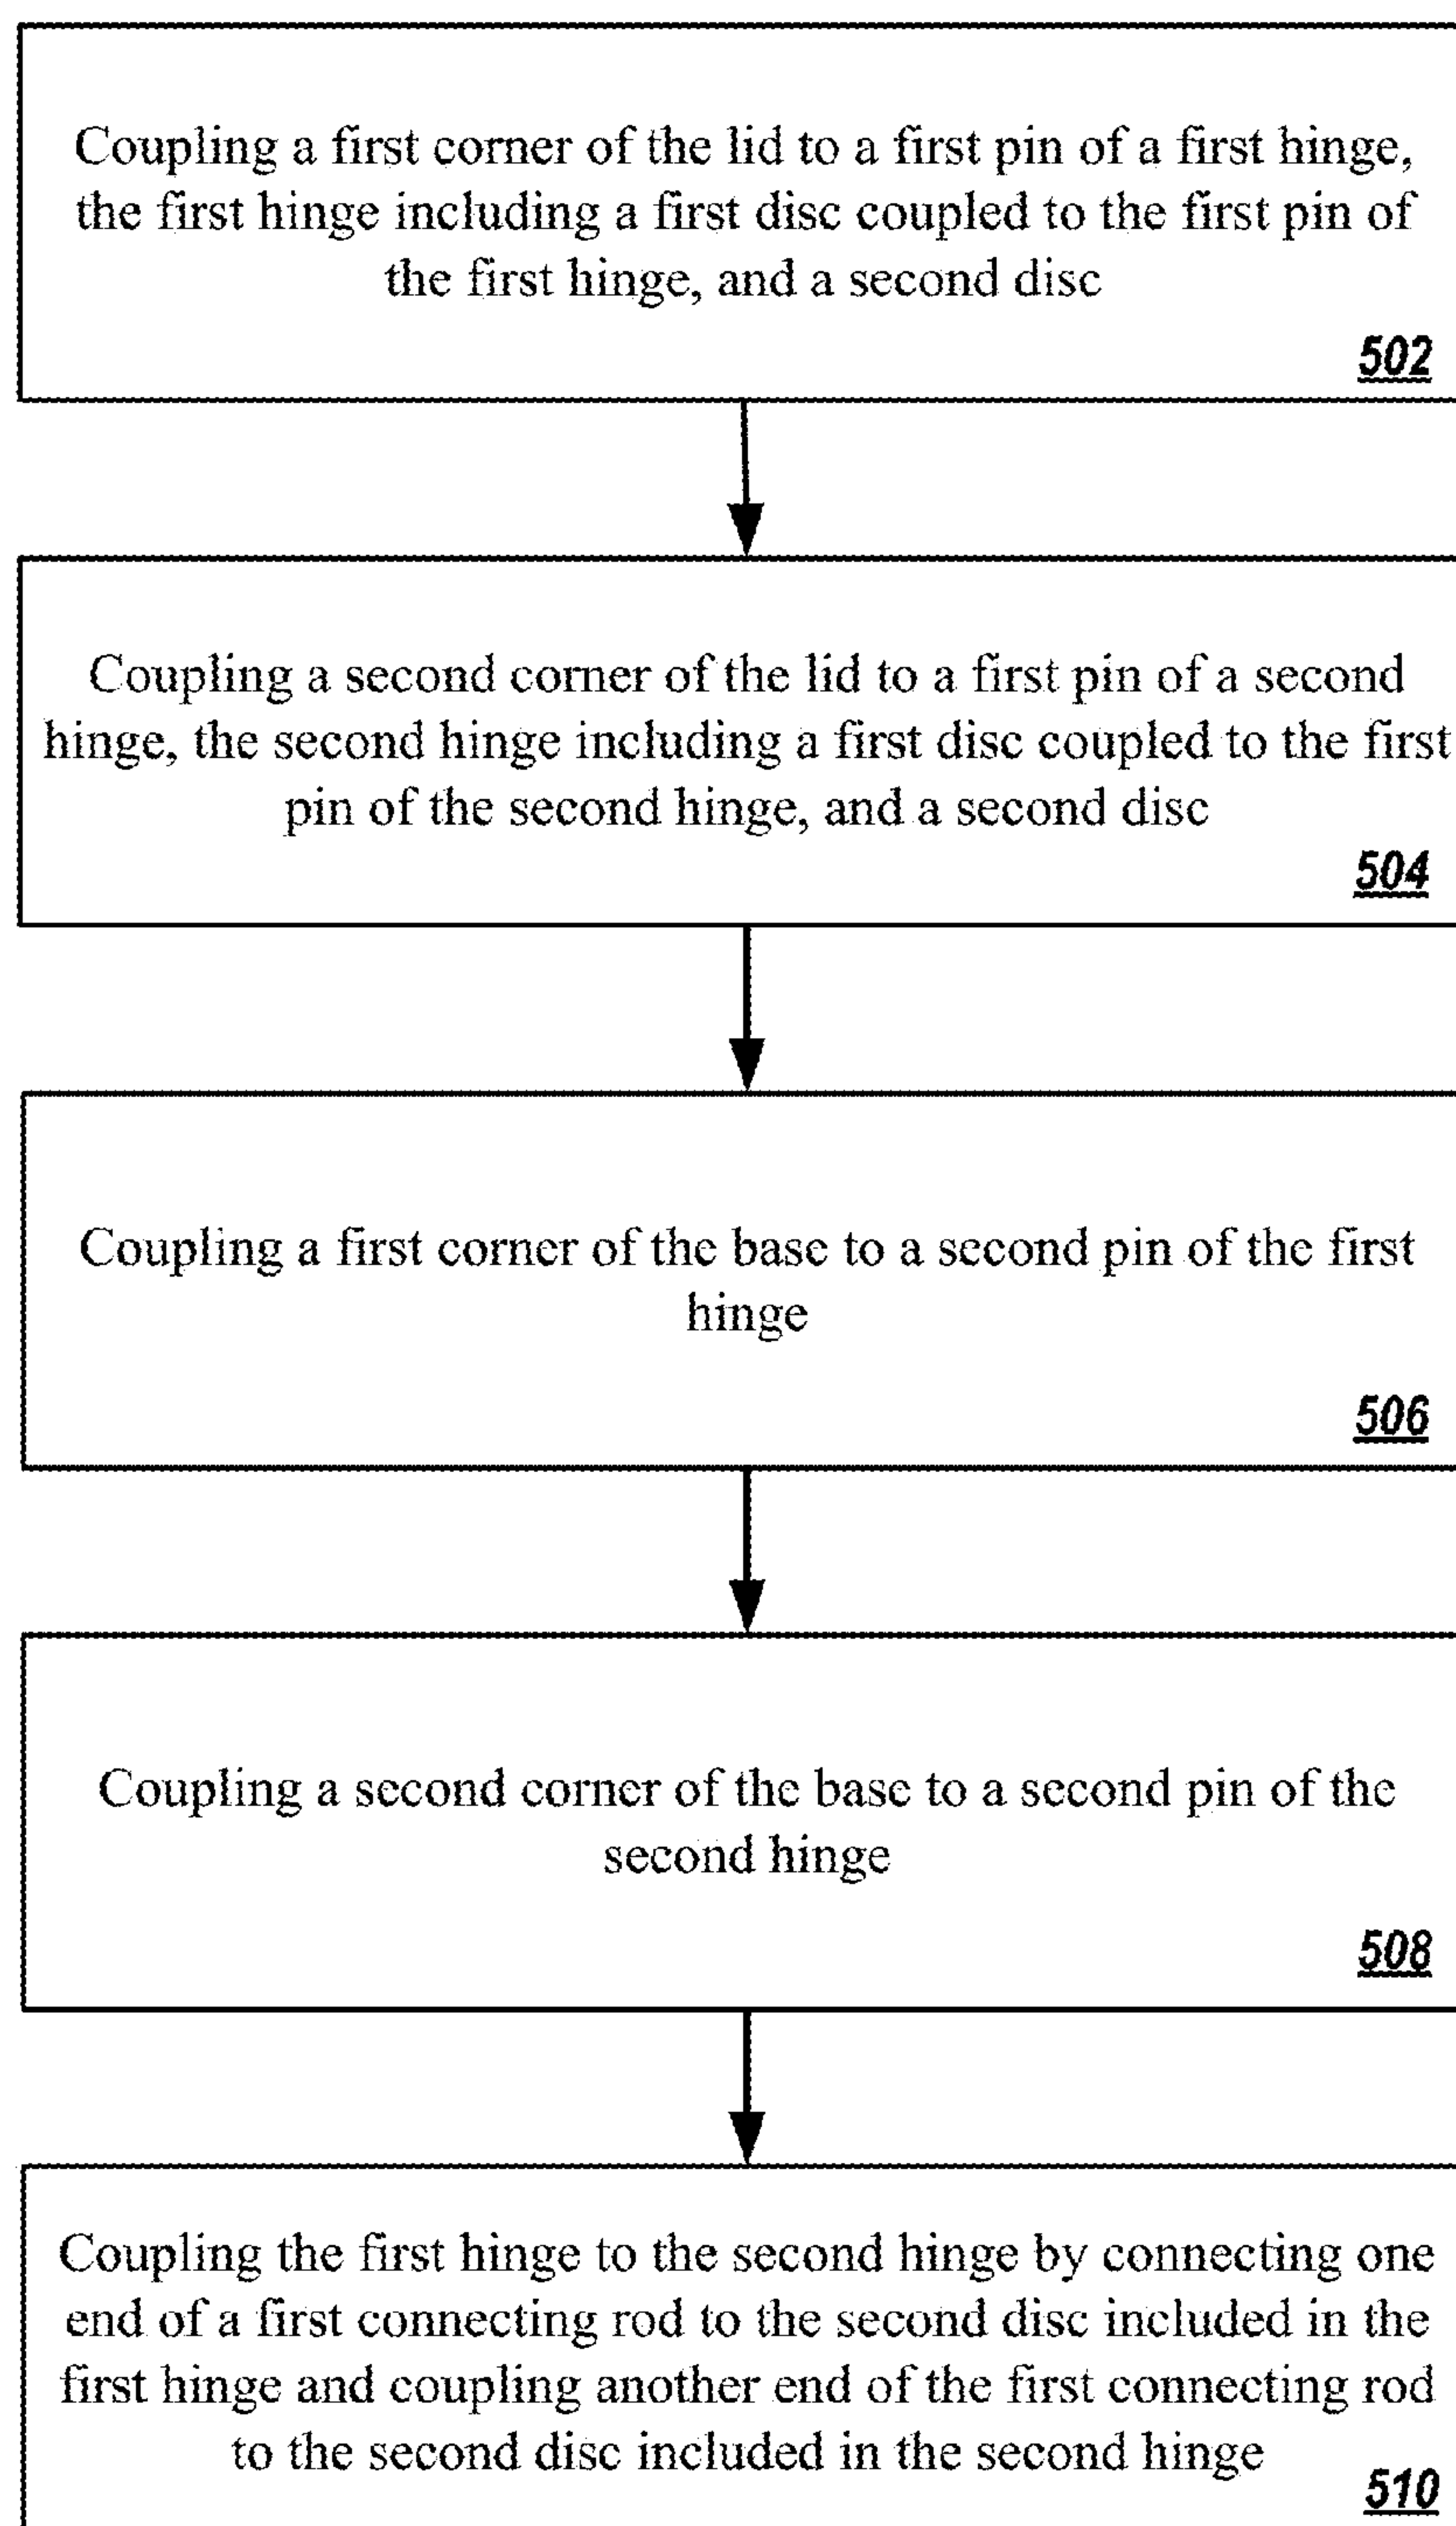 Coupling a first corner of the lid to a first pin of a first hinge,
the first hinge including a first disc coupled to the first pin of
the first hinge, and a second disc
502
Coupling a second corner of the lid to a first pin of a second
hinge, the second hinge including a first disc coupled to the first
pin of the second hinge, and a second disc
504
Coupling a first corner of the base to a second pin of the first
hinge
506
Coupling a second corner of the base to a second pin of the
second hinge
508
Coupling the first hinge to the second hinge by connecting one
end of a first connecting rod to the second disc included in the
first hinge and coupling another end of the first connecting rod
to the second disc included in the second hinge
510